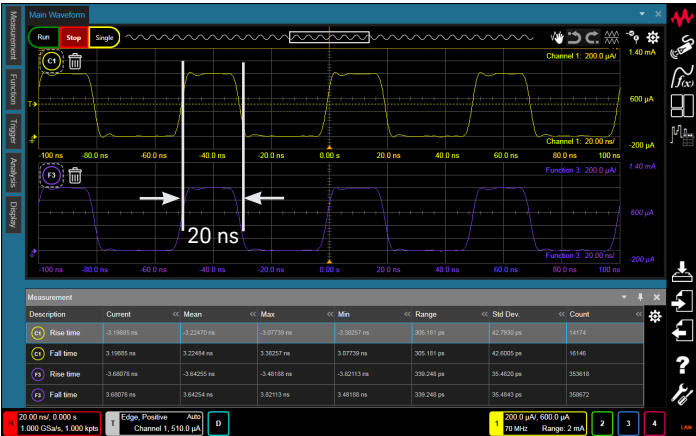 Main Waveform
Run
Stop
Single
C1
Channel 1: 200.0 µA/
1.40 mA
T
600 µA
Channel 1: 20.00 ns/
-200 µA
-100 ns -80.0 ns -60.0 ns -40.0 ns -20.0 ns 0.00 20.0 ns 40.0 ns 60.0 ns 80.0 ns 100 ns
F3
Function 3: 200.0 µA/
1.40 mA
600 µA
20 ns
Function 3: 20.00 ns/
-200 µA
-100 ns -80.0 ns -60.0 ns -40.0 ns -20.0 ns 0.00 20.0 ns 40.0 ns 60.0 ns 80.0 ns 100 ns
Measurement
Function
Trigger
Analysis
Display
f(x)
Measurement
Description Current Mean Max Min Range Std Dev. Count
C1 Rise time -3.19885 ns -3.22470 ns -3.07739 ns -3.38257 ns 305.181 ps 42.7930 ps 14174
C1 Fall time 3.19885 ns 3.22484 ns 3.38257 ns 3.07739 ns 305.181 ps 42.6005 ps 16146
F3 Rise time -3.68078 ns -3.64255 ns -3.48188 ns -3.82113 ns 339.248 ps 35.4820 ps 353618
F3 Fall time 3.68078 ns 3.64254 ns 3.82113 ns 3.48188 ns 339.248 ps 35.4843 ps 358672
H 20.00 ns/, 0.000 s
1.000 GSa/s, 1.000 kpts
T Edge, Positive Auto
Channel 1, 510.0 µA
D
1 200.0 µA/, 600.0 µA
70 MHz Range: 2 mA
2
3
4
?
LAN